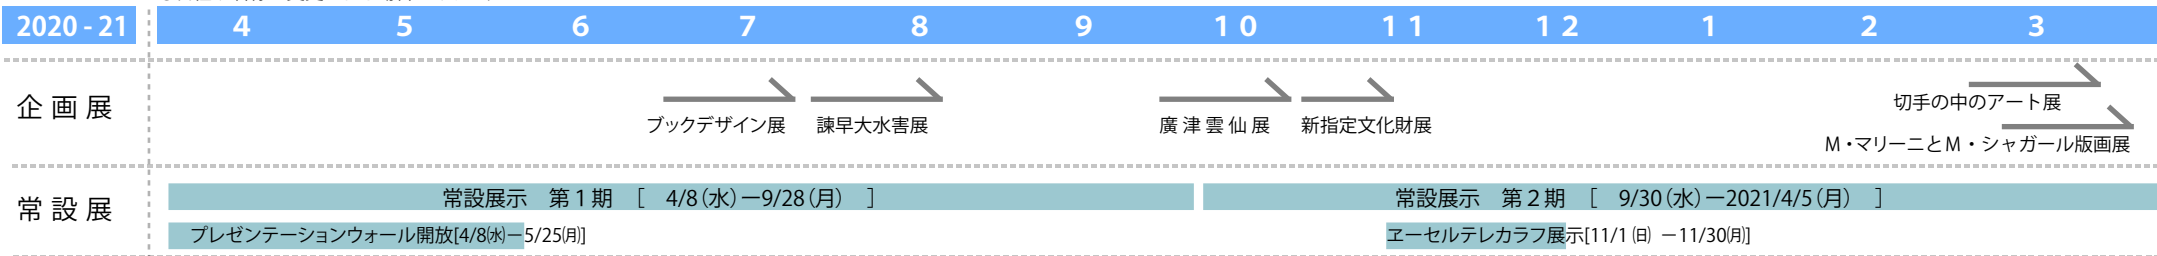 2020 - 21 4 5 6 7 8 9 10 11 12 1 2 3
企画展
ブックデザイン展 諫早大水害展 廣津雲仙展 新指定文化財展
切手の中のアート展
M・マリーニとM・シャガール版画展
常設展
常設展示 第1期 [ 4/8(水)ー9/28(月) ] 常設展示 第2期 [ 9/30(水)ー2021/4/5(月) ]
プレゼンテーションウォール開放[4/8㈬ー5/25㈪] ヱーセルテレカラフ展示[11/1㈰ ー11/30㈪]